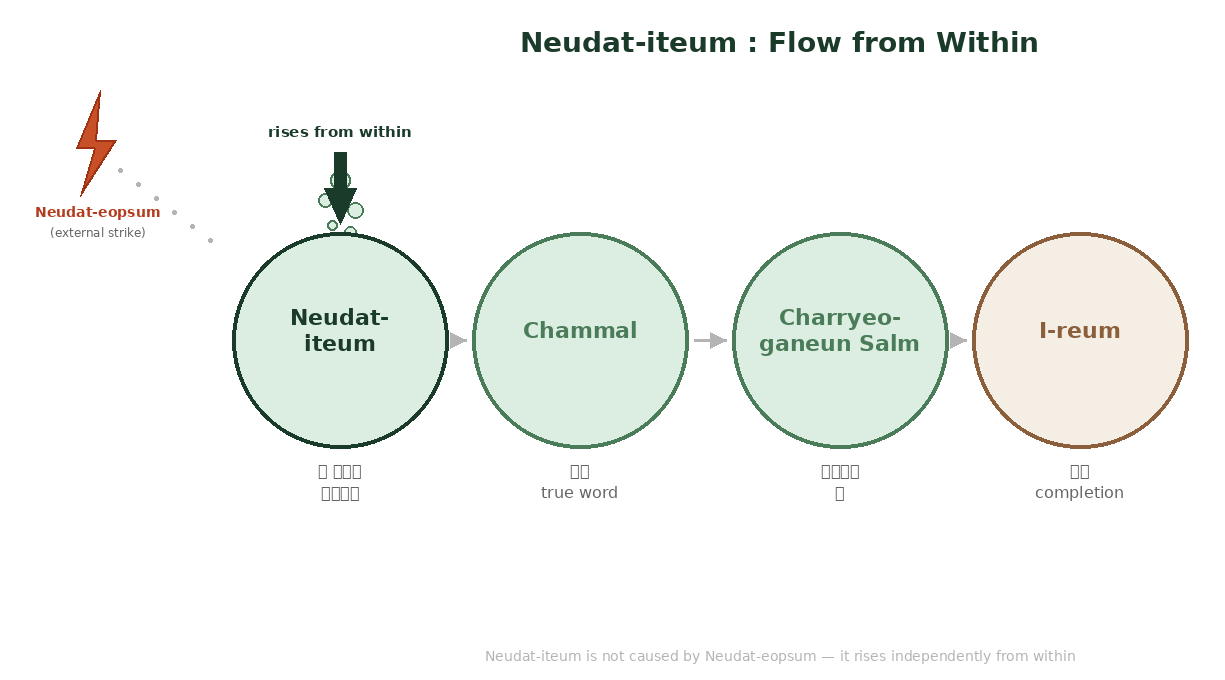 Neudat-iteum : Flow from Within
rises from within
Neudat-eopsum
(external strike)
Neudat-
iteum
Chammal
Charryeo-
ganeun Salm
I-reum
true word
completion
Neudat-iteum is not caused by Neudat-eopsum — it rises independently from within